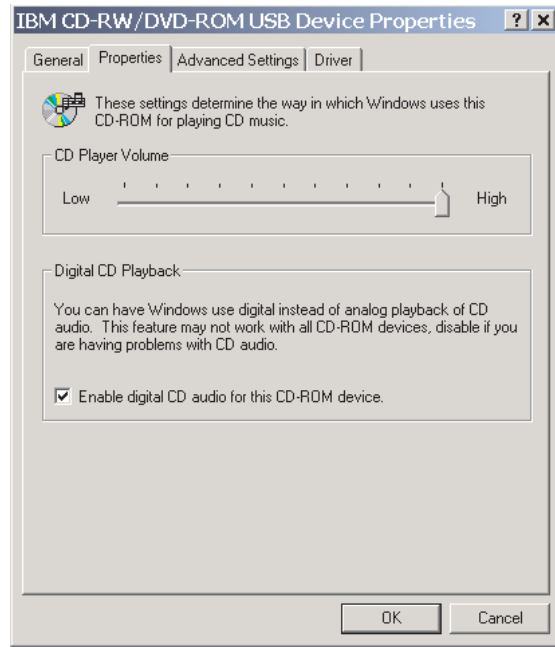 IBM CD-RW/DVD-ROM USB Device Properties
General Properties Advanced Settings Driver
These settings determine the way in which Windows uses this
CD-ROM for playing CD music.
CD Player Volume
Low High
Digital CD Playback
You can have Windows use digital instead of analog playback of CD
audio. This feature may not work with all CD-ROM devices, disable if you
are having problems with CD audio.
Enable digital CD audio for this CD-ROM device.
OK Cancel